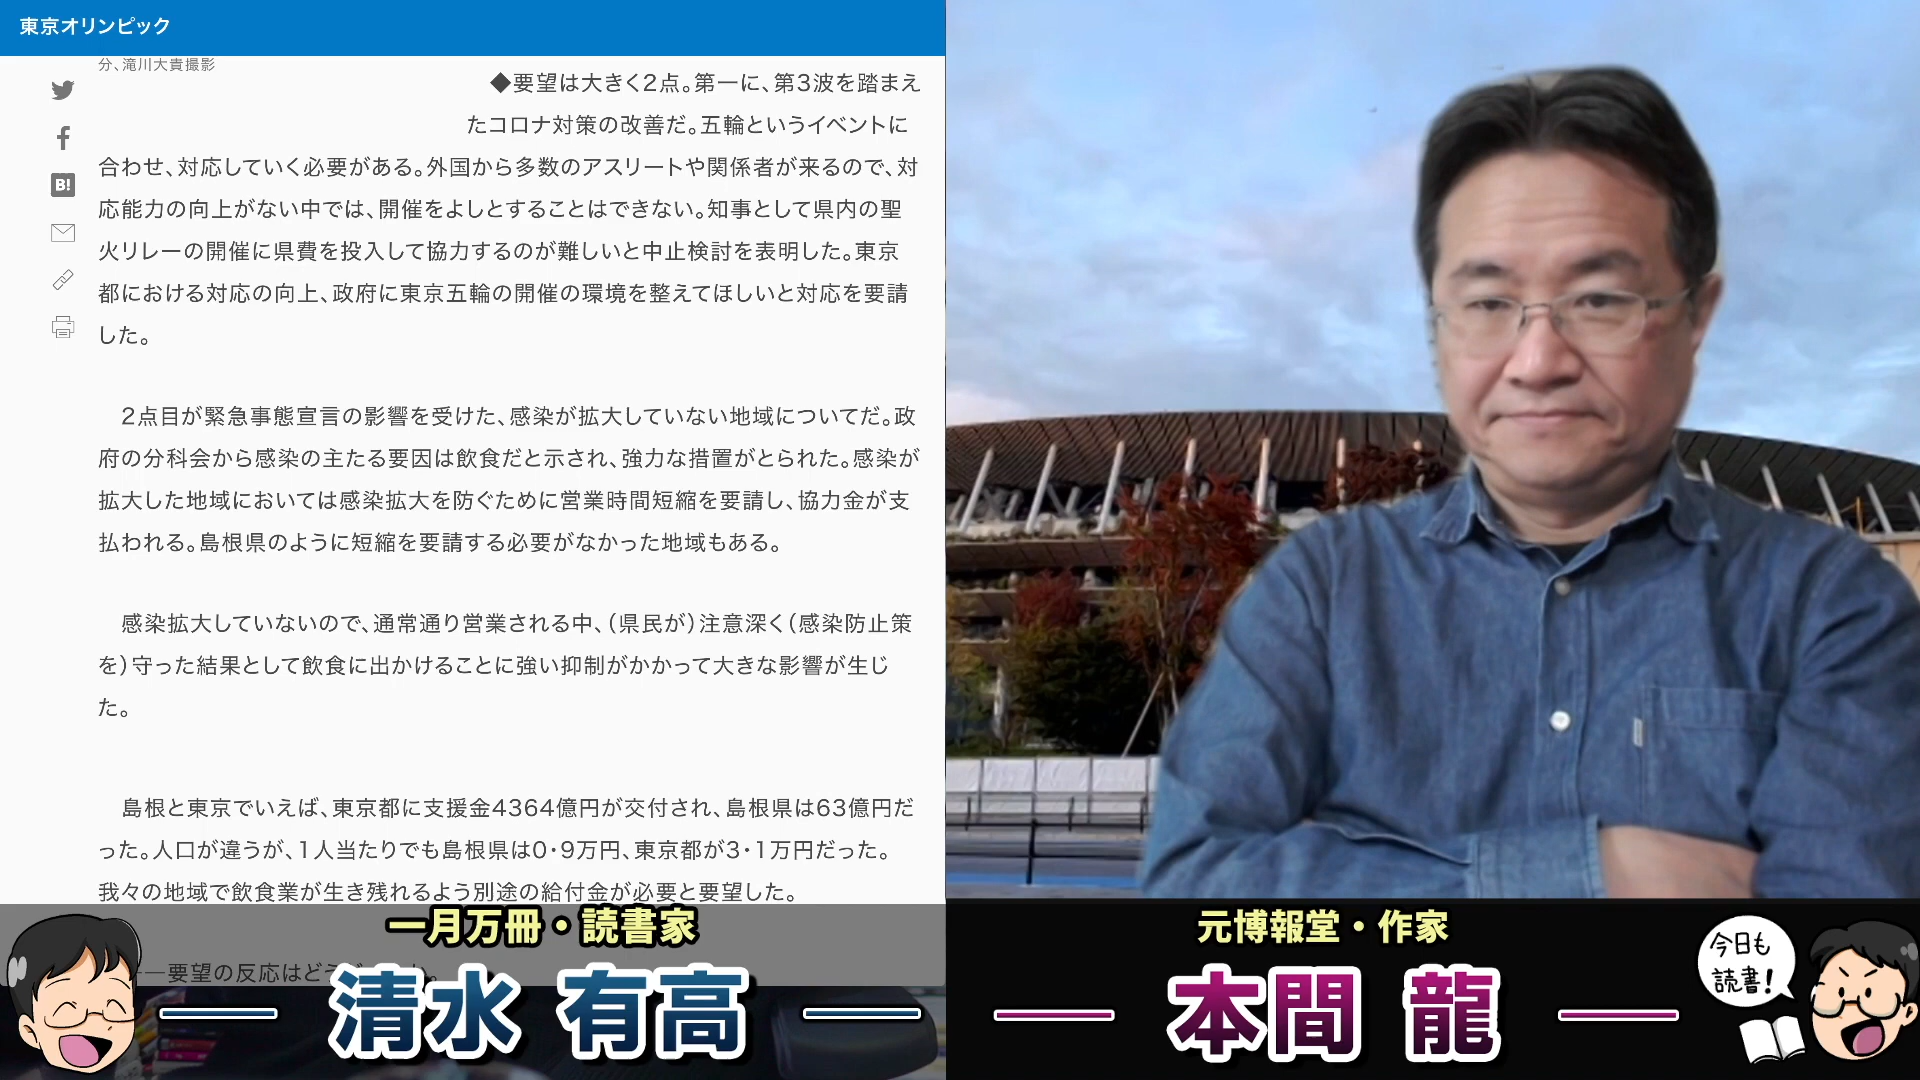 東京オリンピック
分、滝川大貴撮影
◆要望は大きく2点。第一に、第3波を踏まえ
たコロナ対策の改善だ。五輪というイベントに
合わせ、対応していく必要がある。外国から多数のアスリートや関係者が来るので、対
応能力の向上がない中では、開催をよしとすることはできない。知事として県内の聖
火リレーの開催に県費を投入して協力するのが難しいと中止検討を表明した。東京
都における対応の向上、政府に東京五輪の開催の環境を整えてほしいと対応を要請
した。
2点目が緊急事態宣言の影響を受けた、感染が拡大していない地域についてだ。政
府の分科会から感染の主たる要因は飲食だと示され、強力な措置がとられた。感染が
拡大した地域においては感染拡大を防ぐために営業時間短縮を要請し、協力金が支
払われる。島根県のように短縮を要請する必要がなかった地域もある。
感染拡大していないので、通常通り営業される中、（県民が）注意深く（感染防止策
を）守った結果として飲食に出かけることに強い抑制がかかって大きな影響が生じ
た。
島根と東京でいえば、東京都に支援金4364億円が交付され、島根県は63億円だ
った。人口が違うが、1人当たりでも島根県は0・9万円、東京都が3・1万円だった。
我々の地域で飲食業が生き残れるよう別途の給付金が必要と要望した。
―要望の反応はど
B!
一月万冊・読書家
清水 有高
元博報堂・作家
本間 龍
今日も
読書!